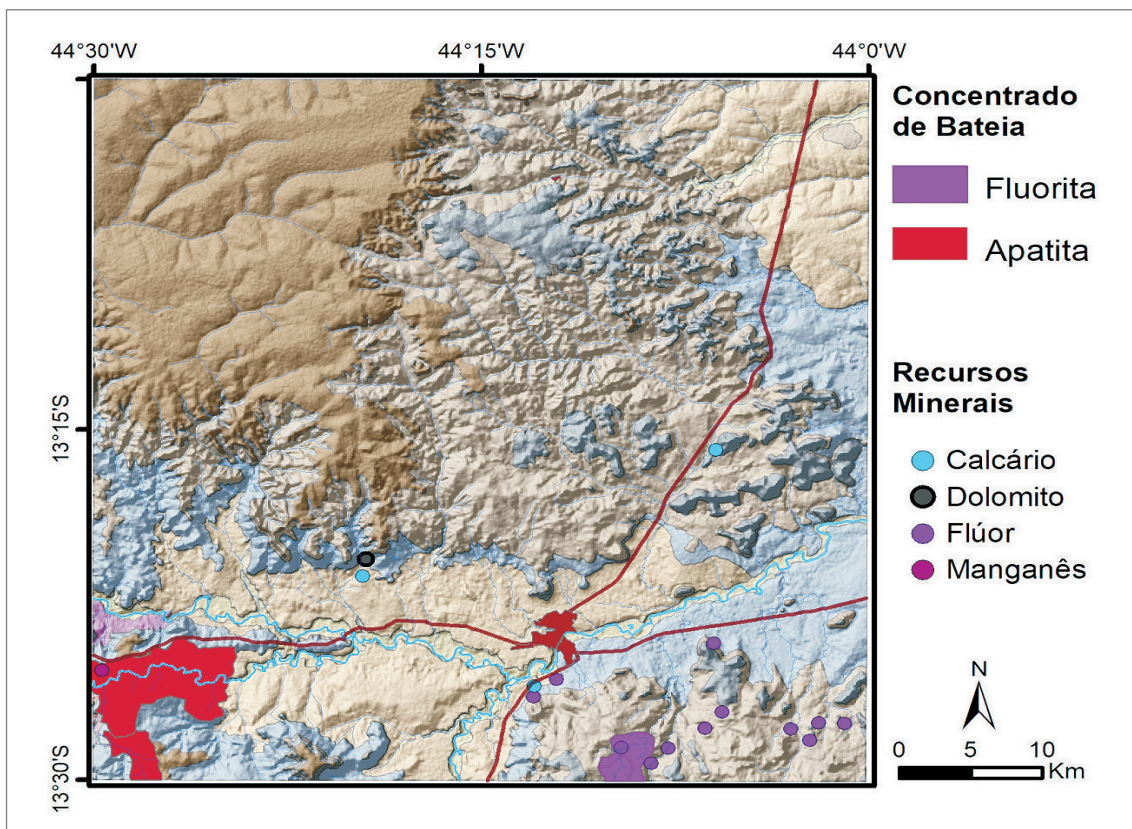 44°30'W
44°15'W
44°0'W
13°15'S
13°30'S
Concentrado
de Bateia
Fluorita
Apatita
Recursos
Minerais
Calcário
Dolomito
Flúor
Manganês
N
0 5 10
Km